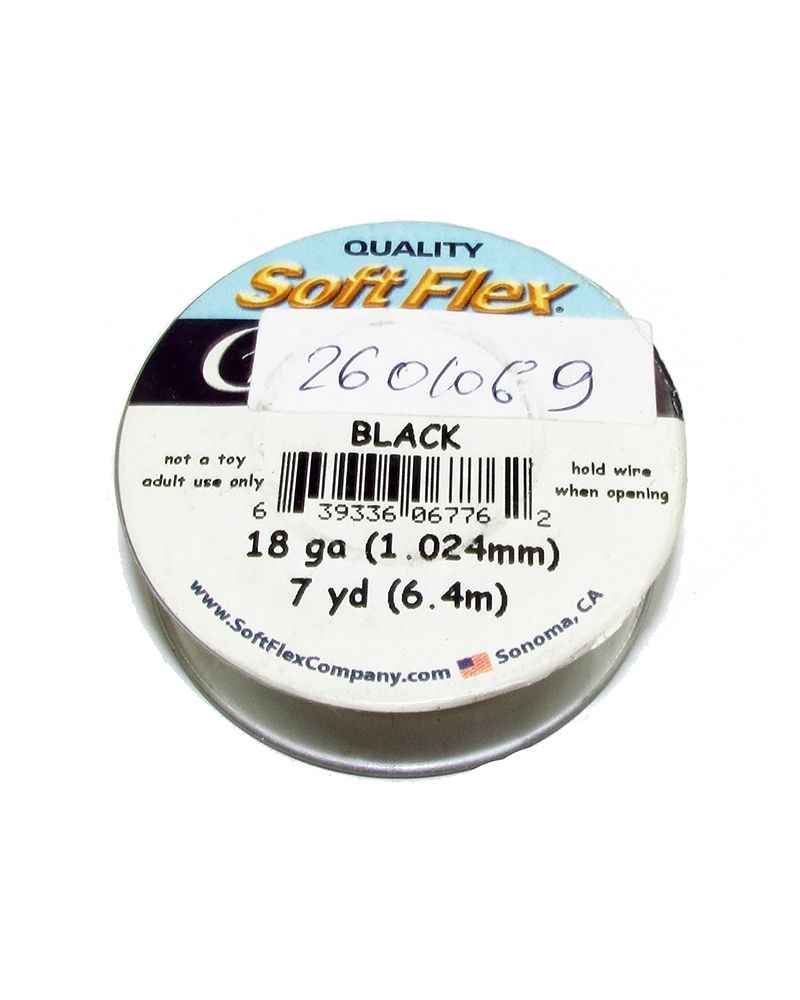 QUALITY
Soft Flex®
2601069
BLACK
not a toy
adult use only
hold wire
when opening
6 39336 06776 2
18 ga (1.024mm)
7 yd (6.4m)
www.SoftFlexCompany.com Sonoma, CA